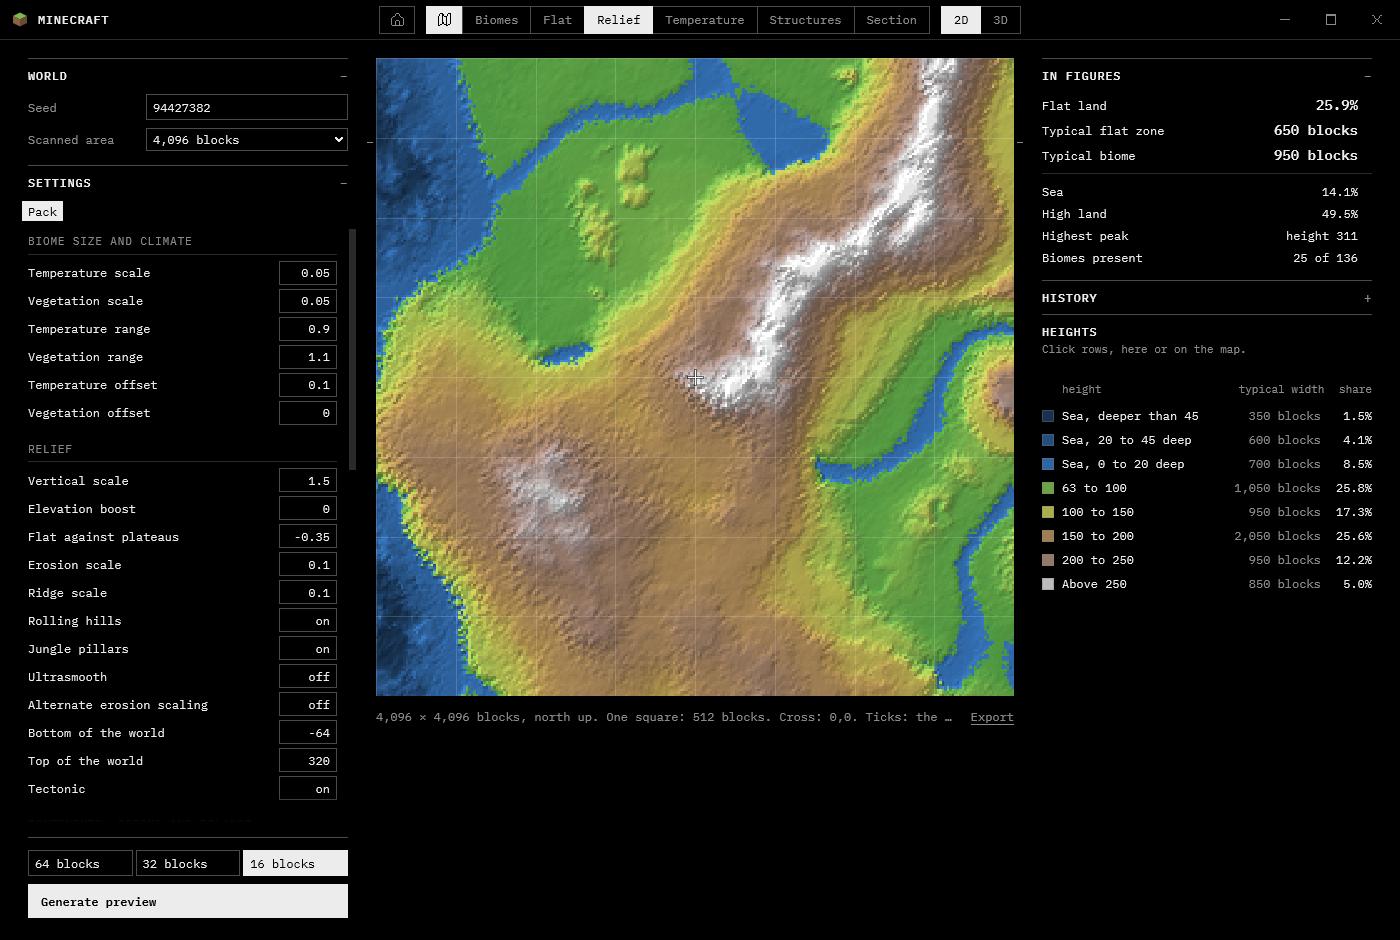 MINECRAFT
Biomes
Flat
Relief
Temperature
Structures
Section
2D
3D
WORLD
Seed
94427382
Scanned area
4,096 blocks
SETTINGS
Pack
BIOME SIZE AND CLIMATE
Temperature scale 0.05
Vegetation scale 0.05
Temperature range 0.9
Vegetation range 1.1
Temperature offset 0.1
Vegetation offset 0
RELIEF
Vertical scale 1.5
Elevation boost 0
Flat against plateaus -0.35
Erosion scale 0.1
Ridge scale 0.1
Rolling hills on
Jungle pillars on
Ultrasmooth off
Alternate erosion scaling off
Bottom of the world -64
Top of the world 320
Tectonic on
64 blocks
32 blocks
16 blocks
Generate preview
4,096 × 4,096 blocks, north up. One square: 512 blocks. Cross: 0,0. Ticks: the …
Export
IN FIGURES
Flat land 25.9%
Typical flat zone 650 blocks
Typical biome 950 blocks
Sea 14.1%
High land 49.5%
Highest peak height 311
Biomes present 25 of 136
HISTORY
HEIGHTS
Click rows, here or on the map.
height typical width share
Sea, deeper than 45 350 blocks 1.5%
Sea, 20 to 45 deep 600 blocks 4.1%
Sea, 0 to 20 deep 700 blocks 8.5%
63 to 100 1,050 blocks 25.8%
100 to 150 950 blocks 17.3%
150 to 200 2,050 blocks 25.6%
200 to 250 950 blocks 12.2%
Above 250 850 blocks 5.0%